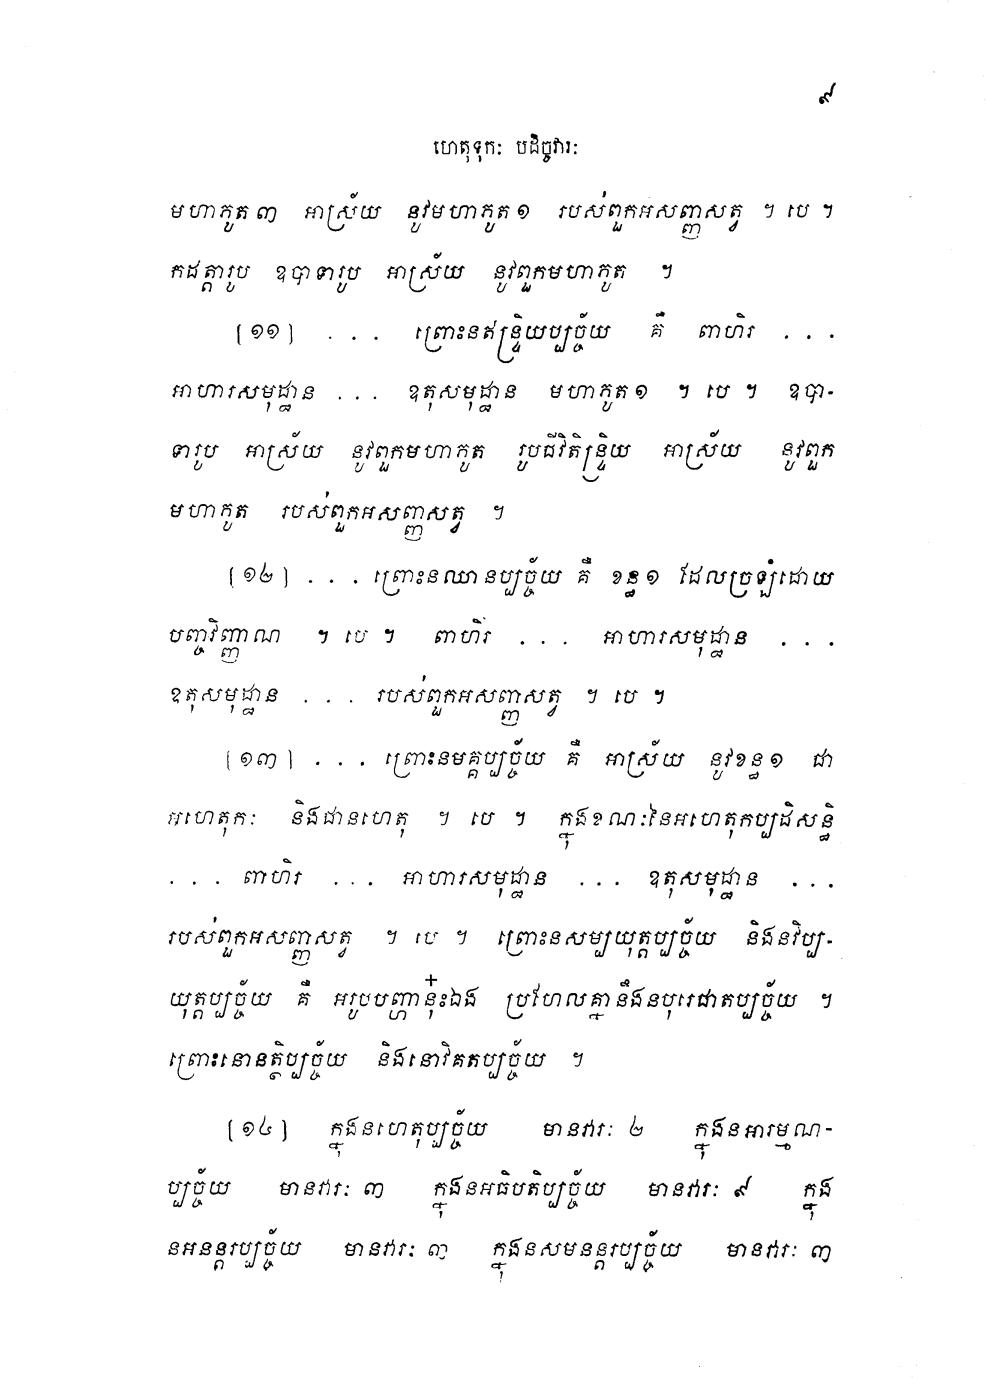 ៩
ហេតុទុកៈ បដិច្ចវារៈ
មហាភូត៣ អាស្រ័យ នូវមហាភូត១ របស់ពួកអសញ្ញសត្វ ។ បេ ។
កដត្តារូប ឧបាទារូប អាស្រ័យ នូវពួកមហាភូត ។
[១១] ... ព្រោះនឥន្ទ្រិយប្បច្ច័យ គឺ ពាហិរ ...
អាហារសមុដ្ឋាន ... ឧតុសមុដ្ឋាន មហាភូត១ ។ បេ ។ ឧបា-
ទារូប អាស្រ័យ នូវពួកមហាភូត រូបជីវិតិន្ទ្រិយ អាស្រ័យ នូវពួក
មហាភូត របស់ពួកអសញ្ញសត្វ ។
[១២] ... ព្រោះនឈានប្បច្ច័យ គឺ ខន្ធ១ ដែលច្រឡំដោយ
បញ្ចវិញ្ញាណ ។ បេ ។ ពាហិរ ... អាហារសមុដ្ឋាន ...
ឧតុសមុដ្ឋាន ... របស់ពួកអសញ្ញសត្វ ។ បេ ។
[១៣] ... ព្រោះនមគ្គប្បច្ច័យ គឺ អាស្រ័យ នូវខន្ធ១ ជា
អហេតុកៈ និងជានហេតុ ។ បេ ។ ក្នុងខណៈនៃអហេតុកប្បដិសន្ធិ
... ពាហិរ ... អាហារសមុដ្ឋាន ... ឧតុសមុដ្ឋាន ...
របស់ពួកអសញ្ញសត្វ ។ បេ ។ ព្រោះនសម្បយុត្តប្បច្ច័យ និងនវិប្ប-
យុត្តប្បច្ច័យ គឺ អរូបបញ្ហានុ៎ះឯង ប្រហែលគ្នានឹងនបុរេជាតប្បច្ច័យ ។
ព្រោះនោនត្ថិប្បច្ច័យ និងនោវិគតប្បច្ច័យ ។
[១៤] ក្នុងនហេតុប្បច្ច័យ មានវារៈ ២ ក្នុងនអារម្មណ-
ប្បច្ច័យ មានវារៈ ៣ ក្នុងនអធិបតិប្បច្ច័យ មានវារៈ ៩ ក្នុង
នអនន្តរប្បច្ច័យ មានវារៈ ៣ ក្នុងនសមនន្តរប្បច្ច័យ មានវារៈ ៣